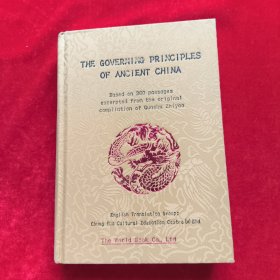 THE GOVERNING PRINCIPLES
OF ANCIENT CHINA
Based on 360 passages
excerpted from the original
compilation of Qunshu Zhiyao
English Translation Group:
Chung Hua Cultural Education Centre
The World Book Co., Ltd